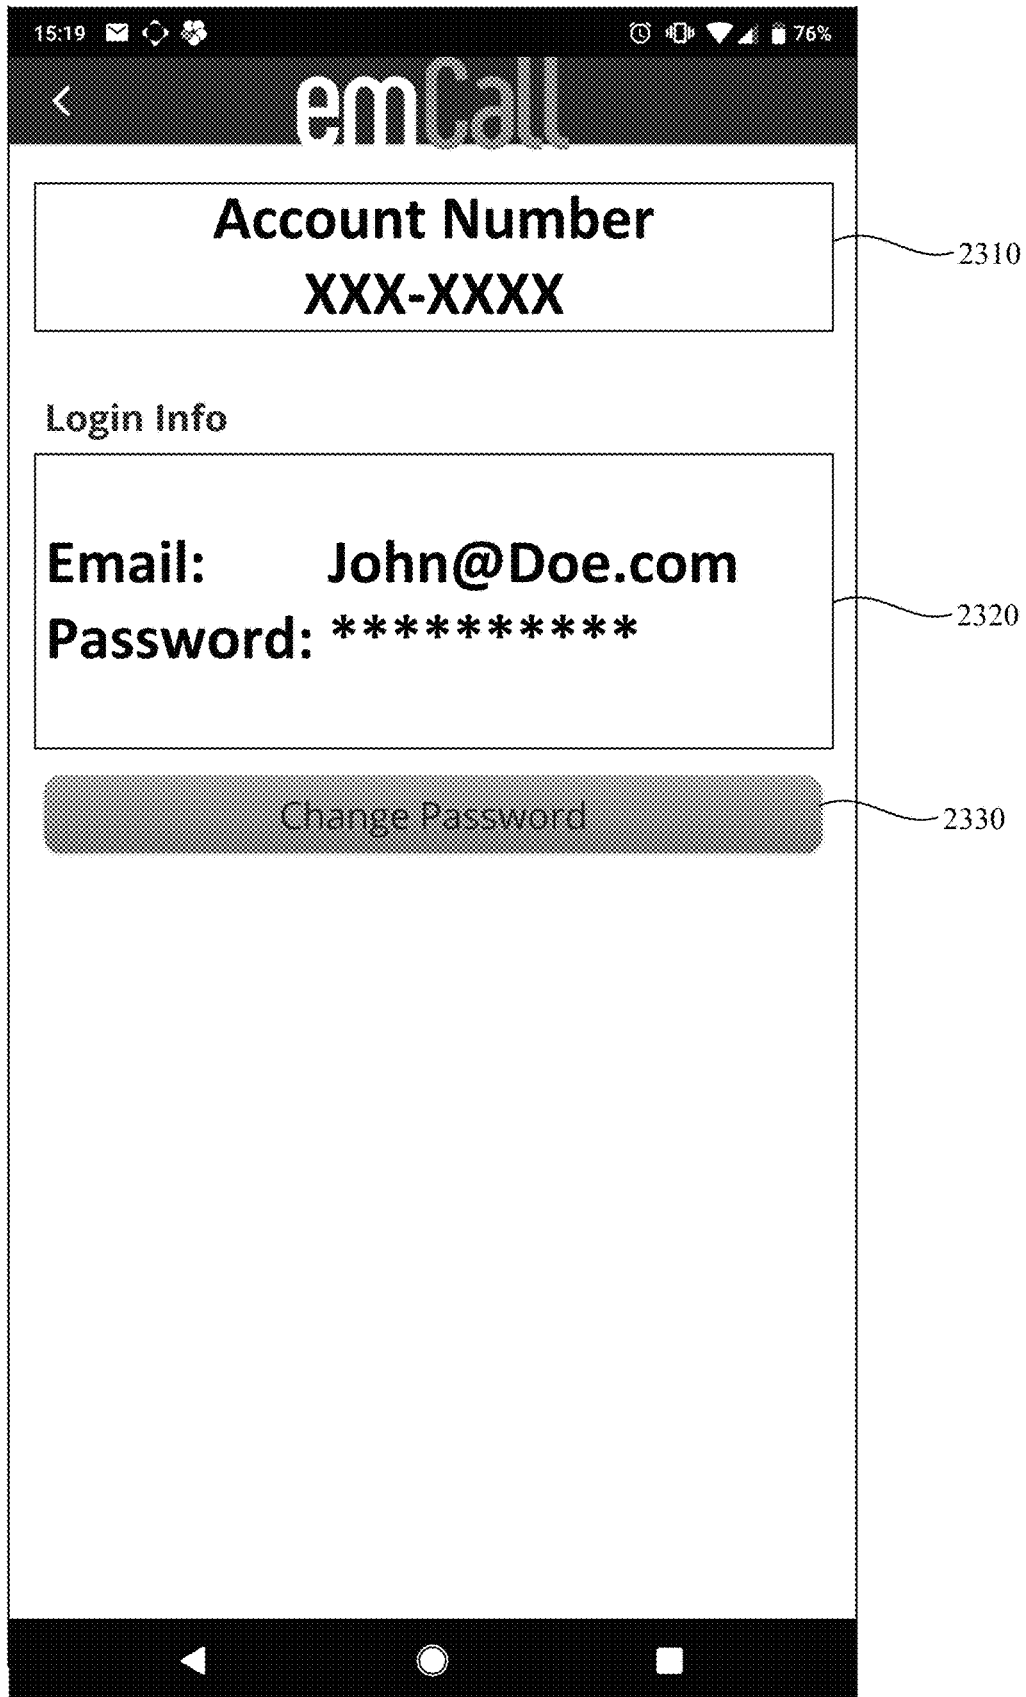 15:19 76%
emCall
Account Number
XXX-XXXX
2310
Login Info
Email: John@Doe.com
Password: **********
2320
Change Password
2330